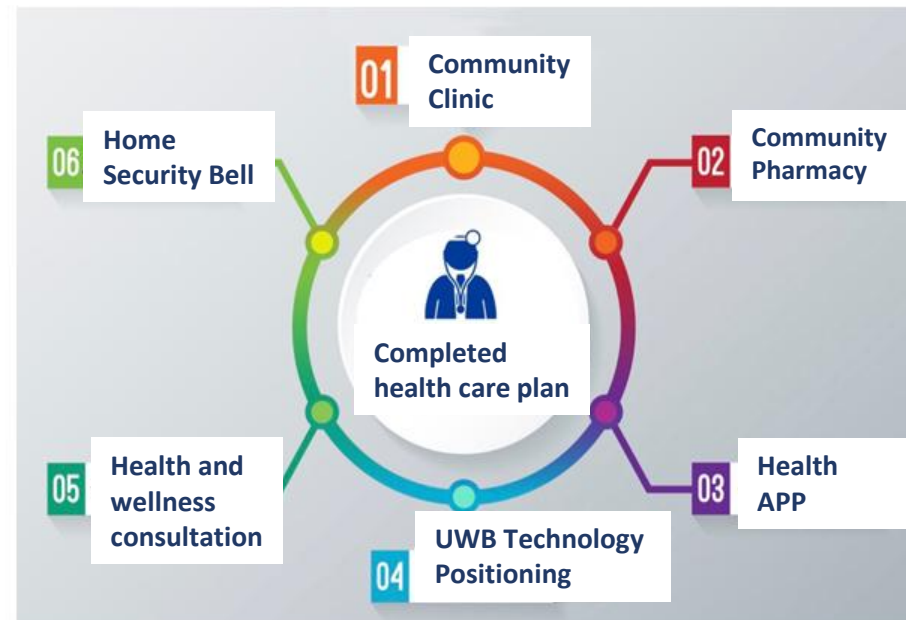 01
Community
Clinic
02
Community
Pharmacy
03
Health
APP
04
UWB Technology
Positioning
05
Health and
wellness
consultation
06
Home
Security Bell
Completed
health care plan